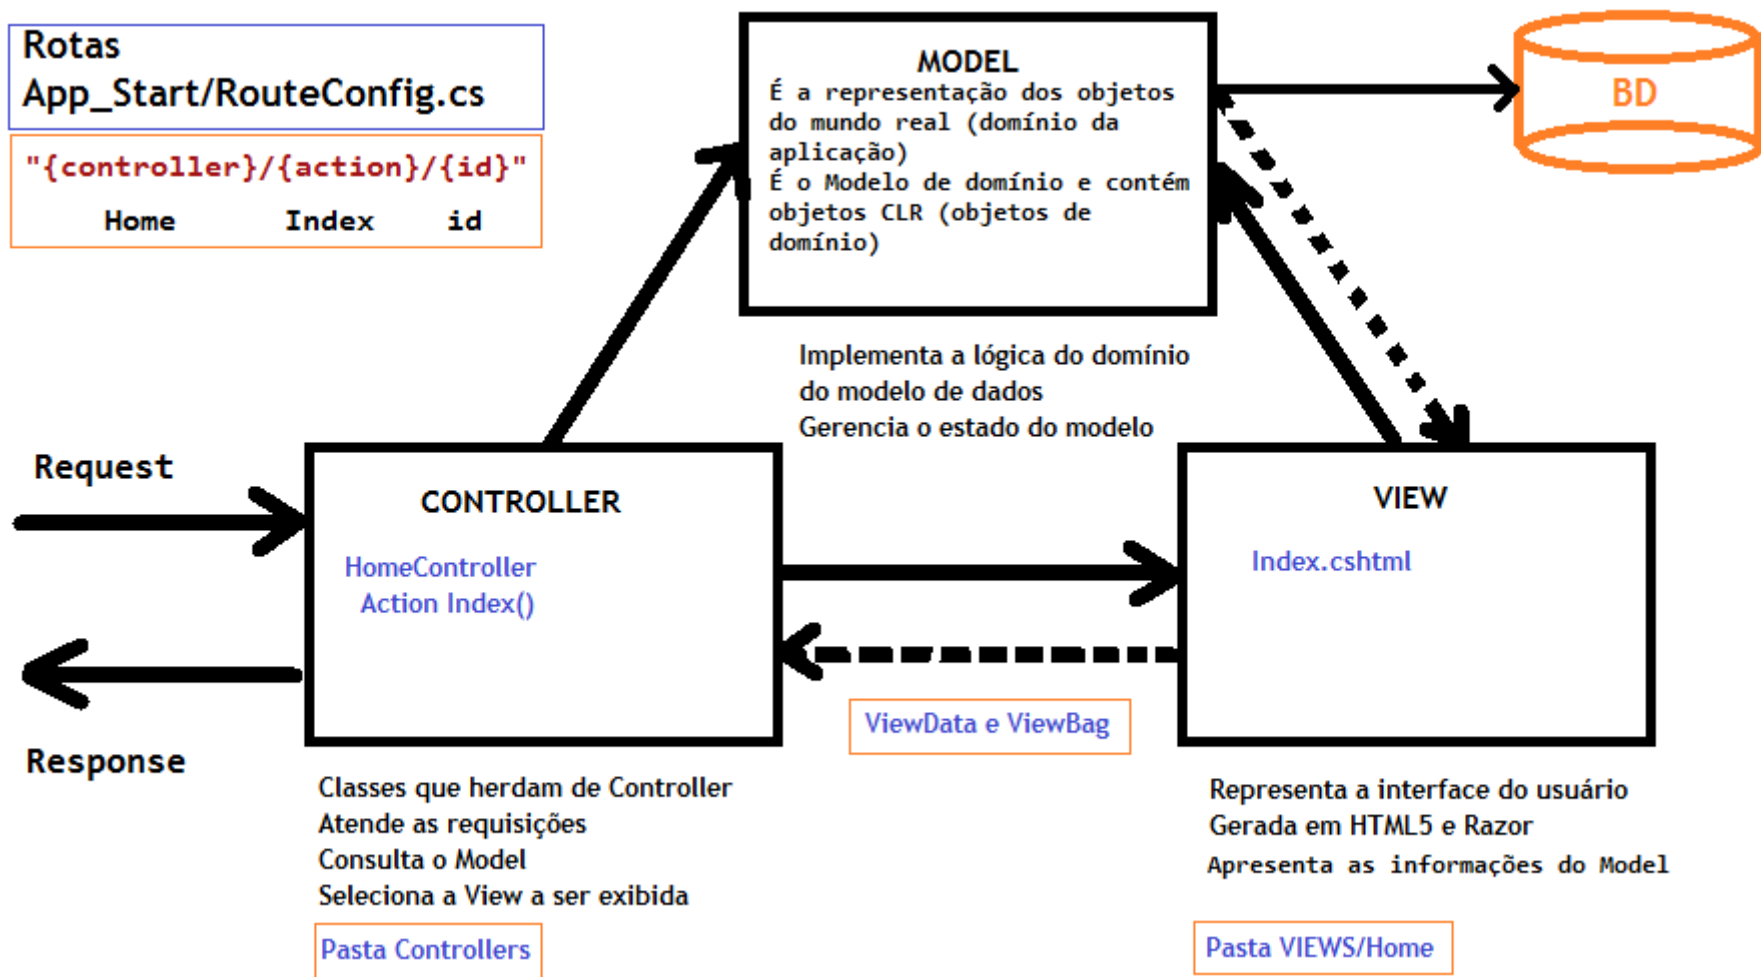 Rotas
App_Start/RouteConfig.cs
"{controller}/{action}/{id}"
Home Index id
MODEL
É a representação dos objetos
do mundo real (domínio da
aplicação)
É o Modelo de domínio e contém
objetos CLR (objetos de
domínio)
BD
Implementa a lógica do domínio
do modelo de dados
Gerencia o estado do modelo
Request
Response
CONTROLLER
HomeController
Action Index()
VIEW
Index.cshtml
ViewData e ViewBag
Classes que herdam de Controller
Atende as requisições
Consulta o Model
Seleciona a View a ser exibida
Pasta Controllers
Representa a interface do usuário
Gerada em HTML5 e Razor
Apresenta as informações do Model
Pasta VIEWS/Home